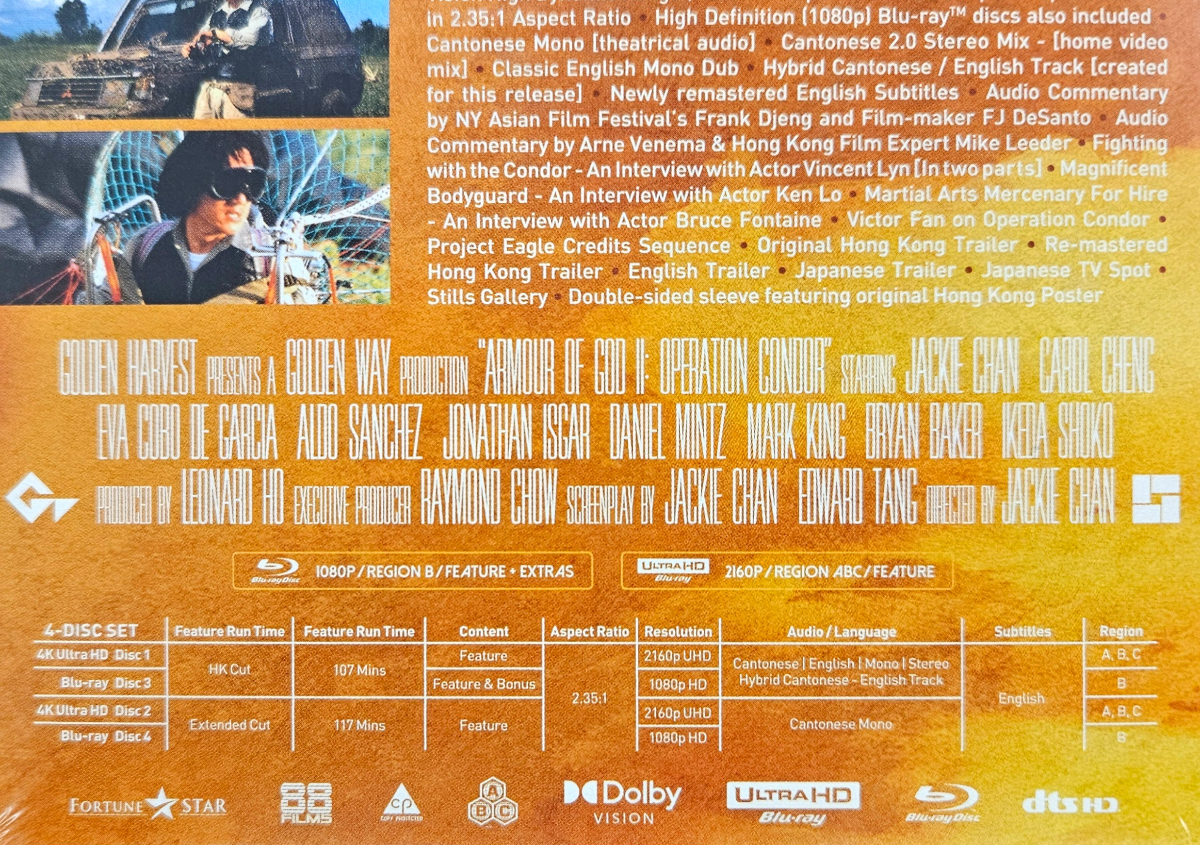 in 2.35:1 Aspect Ratio • High Definition (1080p) Blu-ray™ discs also included •
Cantonese Mono [theatrical audio] • Cantonese 2.0 Stereo Mix - [home video
mix] • Classic English Mono Dub • Hybrid Cantonese / English Track [created
for this release] • Newly remastered English Subtitles • Audio Commentary
by NY Asian Film Festival's Frank Djeng and Film-maker FJ DeSanto • Audio
Commentary by Arne Venema & Hong Kong Film Expert Mike Leeder • Fighting
with the Condor - An Interview with Actor Vincent Lyn [In two parts] • Magnificent
Bodyguard - An Interview with Actor Ken Lo • Martial Arts Mercenary For Hire
- An Interview with Actor Bruce Fontaine • Victor Fan on Operation Condor •
Project Eagle Credits Sequence • Original Hong Kong Trailer • Re-mastered
Hong Kong Trailer • English Trailer • Japanese Trailer • Japanese TV Spot •
Stills Gallery • Double-sided sleeve featuring original Hong Kong Poster
GOLDEN HARVEST PRESENTS A GOLDEN WAY PRODUCTION "ARMOUR OF GOD II: OPERATION CONDOR" STARRING JACKIE CHAN CAROL CHENG
EVA COBO DE GARCIA ALDO SANCHEZ JONATHAN ISGAR DANIEL MINTZ MARK KING BRYAN BAKER IKEDA SHOKO
PRODUCED BY LEONARD HO EXECUTIVE PRODUCER RAYMOND CHOW SCREENPLAY BY JACKIE CHAN EDWARD TANG DIRECTED BY JACKIE CHAN
Blu-ray Disc 1080P / REGION B / FEATURE + EXTRAS
ULTRA HD Blu-ray 2160P / REGION ABC / FEATURE
4-DISC SET Feature Run Time Feature Run Time Content Aspect Ratio Resolution Audio / Language Subtitles Region
4K Ultra HD Disc 1 HK Cut 107 Mins Feature 2.35:1 2160p UHD Cantonese | English | Mono | Stereo English A, B, C
Blu-ray Disc 3 Feature & Bonus 1080p HD Hybrid Cantonese - English Track B
4K Ultra HD Disc 2 Extended Cut 117 Mins Feature 2160p UHD Cantonese Mono A, B, C
Blu-ray Disc 4 1080p HD B
FORTUNE STAR 88 FILMS CP COPY PROTECTED A B C Dolby VISION ULTRA HD Blu-ray Blu-ray Disc dts HD